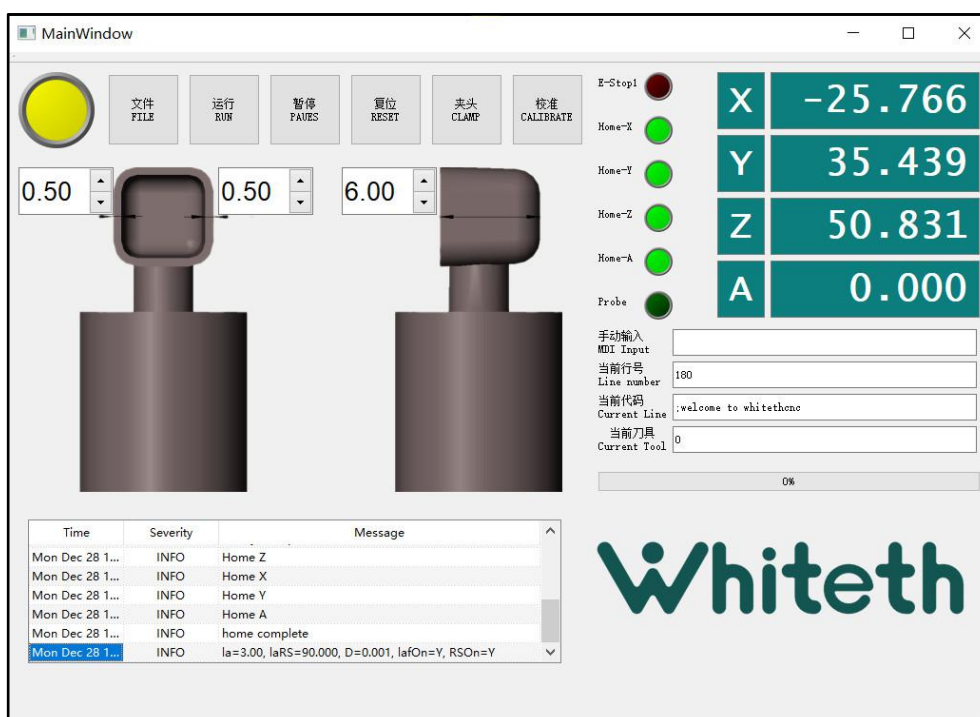 MainWindow
文件
FILE
运行
RUN
暂停
PAUES
复位
RESET
夹头
CLAMP
校准
CALIBRATE
0.50
0.50
6.00
E-Stop1
Home-X
Home-Y
Home-Z
Home-A
Probe
X -25.766
Y 35.439
Z 50.831
A 0.000
手动输入
MDI Input
当前行号
Line number
180
当前代码
Current Line
;welcome to whitethcnc
当前刀具
Current Tool
0
0%
Time Severity Message
Mon Dec 28 1... INFO Home Z
Mon Dec 28 1... INFO Home X
Mon Dec 28 1... INFO Home Y
Mon Dec 28 1... INFO Home A
Mon Dec 28 1... INFO home complete
Mon Dec 28 1... INFO la=3.00, laRS=90.000, D=0.001, lafOn=Y, RSOn=Y
Whiteth